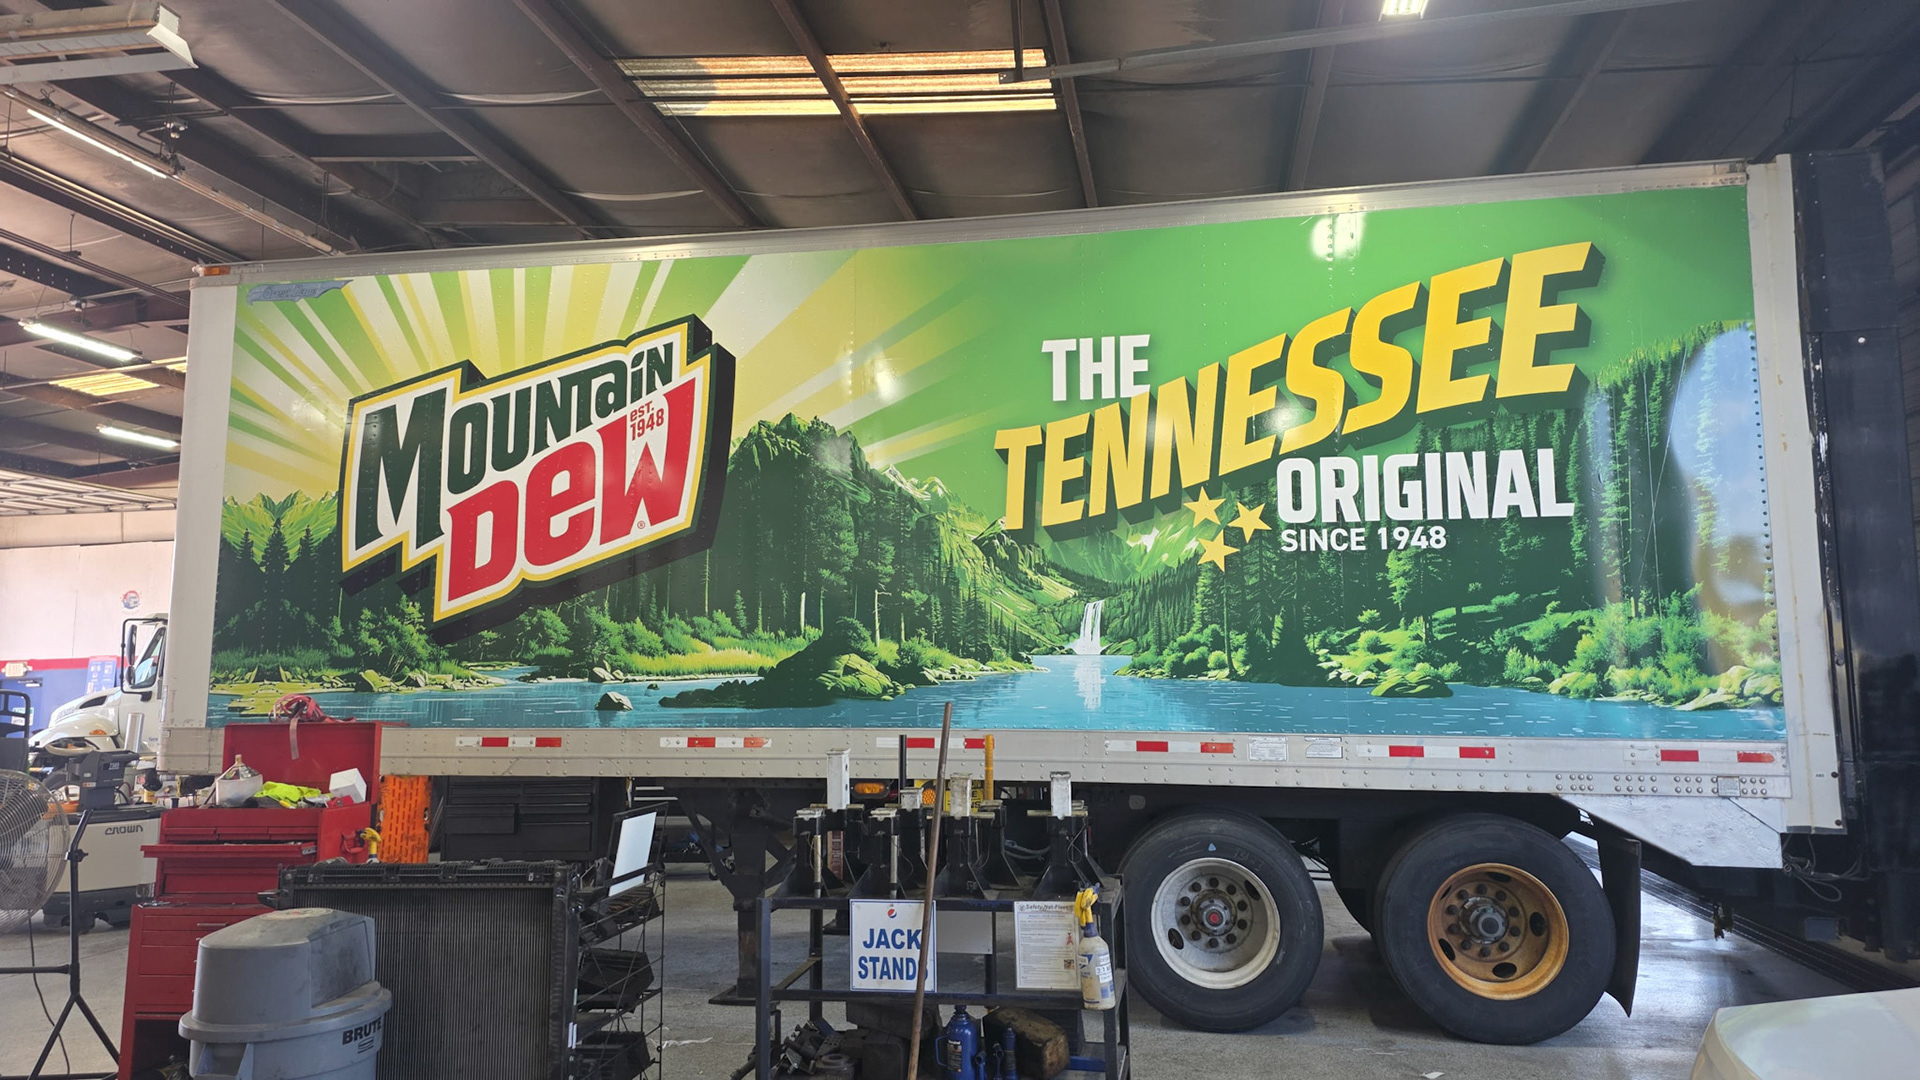 MOUNTaiN
DeW
EST.
1948
®
THE
TENNESSEE
ORIGINAL
SINCE 1948
CROWN
BRUTE
JACK
STANDS